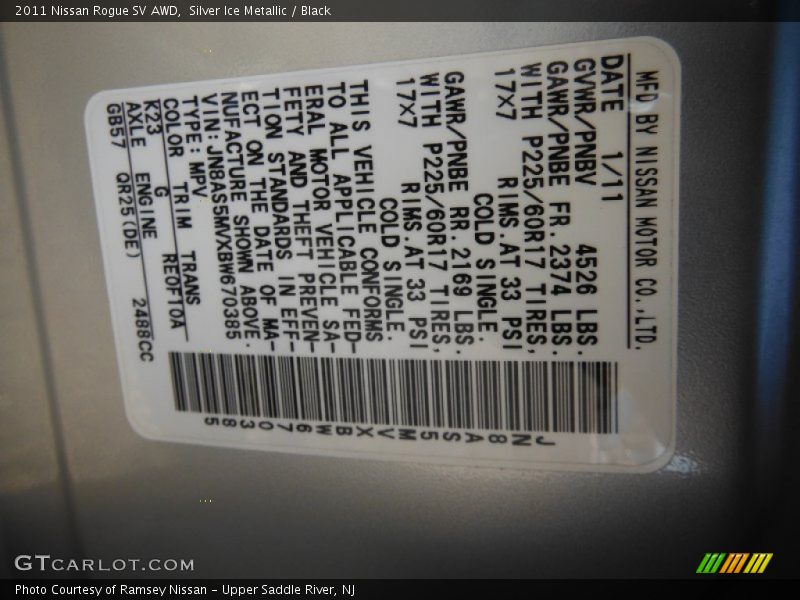 2011 Nissan Rogue SV AWD,  Silver Ice Metallic / Black
MFD BY NISSAN MOTOR CO.,LTD.
DATE 1/11
GVWR/PNBV 4526 LBS.
GAWR/PNBE FR. 2374 LBS.
WITH P225/60R17 TIRES,
17X7 RIMS.AT 33 PSI
COLD SINGLE.
GAWR/PNBE RR. 2169 LBS.
WITH P225/60R17 TIRES,
17X7 RIMS.AT 33 PSI
COLD SINGLE.
THIS VEHICLE CONFORMS
TO ALL APPLICABLE FED-
ERAL MOTOR VEHICLE SA-
FETY AND THEFT PREVEN-
TION STANDARDS IN EFF-
ECT ON THE DATE OF MA-
NUFACTURE SHOWN ABOVE.
VIN: JN8AS5MVXBW670385
TYPE: MPV
COLOR TRIM TRANS
K23 G RE0F10A
AXLE ENGINE
GB57 QR25(DE) 2488CC
JN8AS5MVXBW670385
GTCARLOT.COM
Photo Courtesy of Ramsey Nissan - Upper Saddle River, NJ